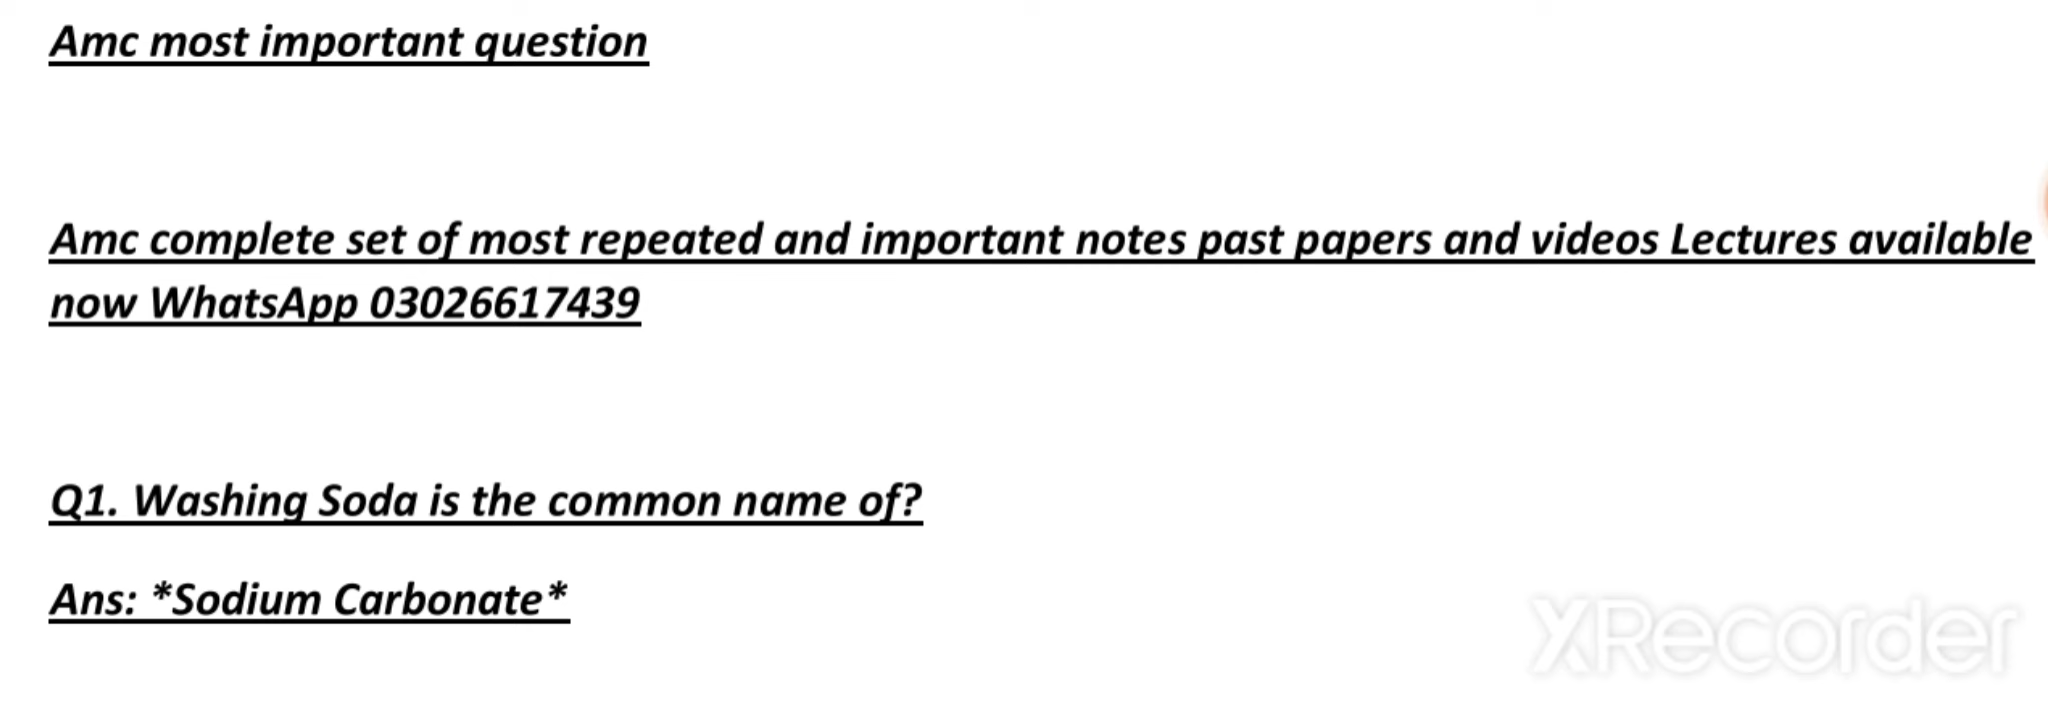 Amc most important question
Amc complete set of most repeated and important notes past papers and videos Lectures available
now WhatsApp 03026617439
Q1. Washing Soda is the common name of?
Ans: *Sodium Carbonate*
XRecorder